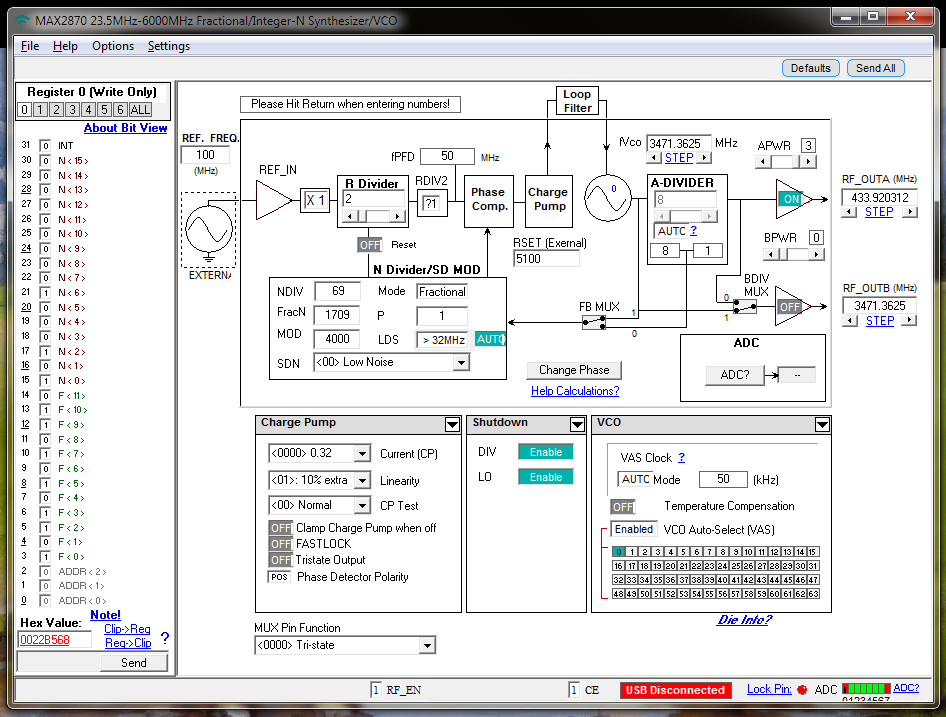 MAX2870 23.5MHz-6000MHz Fractional/Integer-N Synthesizer/VCO
File Help Options Settings
Defaults Send All
Register 0 (Write Only)
0 1 2 3 4 5 6 ALL
About Bit View
31 0 INT
30 0 N < 15 >
29 0 N < 14 >
28 0 N < 13 >
27 0 N < 12 >
26 0 N < 11 >
25 0 N < 10 >
24 0 N < 9 >
23 0 N < 8 >
22 0 N < 7 >
21 1 N < 6 >
20 0 N < 5 >
19 0 N < 4 >
18 0 N < 3 >
17 1 N < 2 >
16 0 N < 1 >
15 1 N < 0 >
14 0 F < 11 >
13 1 F < 10 >
12 1 F < 9 >
11 0 F < 8 >
10 1 F < 7 >
9 0 F < 6 >
8 1 F < 5 >
7 0 F < 4 >
6 1 F < 3 >
5 1 F < 2 >
4 0 F < 1 >
3 1 F < 0 >
2 0 ADDR < 2 >
1 0 ADDR < 1 >
0 0 ADDR < 0 >
Note!
Hex Value: Clip->Reg
0022B568 Reg->Clip ?
Send
Please Hit Return when entering numbers!
Loop
Filter
REF. FREQ.
100
(MHz)
EXTERNA
REF_IN
X 1
fPFD 50 MHz
R Divider
2
RDIV2
?1
OFF Reset
Phase
Comp.
Charge
Pump
RSET (Exernal)
5100
fVco 3471.3625 MHz
STEP
0
A-DIVIDER
8
AUTO ?
8 1
APWR 3
ON
RF_OUTA (MHz)
433.920312
STEP
BPWR 0
BDIV
MUX
0
1
OFF
RF_OUTB (MHz)
3471.3625
STEP
FB MUX
1
0
N Divider/SD MOD
NDIV 69 Mode Fractional
FracN 1709 P 1
MOD 4000 LDS > 32MHz AUTO
SDN <00> Low Noise
Change Phase
Help Calculations?
ADC
ADC? --
Charge Pump
<0000> 0.32 Current (CP)
<01>: 10% extra Linearity
<00> Normal CP Test
OFF Clamp Charge Pump when off
OFF FASTLOCK
OFF Tristate Output
POS Phase Detector Polarity
Shutdown
DIV Enable
LO Enable
VCO
VAS Clock ?
AUTO Mode 50 (kHz)
OFF Temperature Compensation
Enabled VCO Auto-Select (VAS)
0 1 2 3 4 5 6 7 8 9 10 11 12 13 14 15
16 17 18 19 20 21 22 23 24 25 26 27 28 29 30 31
32 33 34 35 36 37 38 39 40 41 42 43 44 45 46 47
48 49 50 51 52 53 54 55 56 57 58 59 60 61 62 63
Die Info?
MUX Pin Function
<0000> Tri-state
1 RF_EN 1 CE USB Disconnected Lock Pin: ADC ADC?
01234567